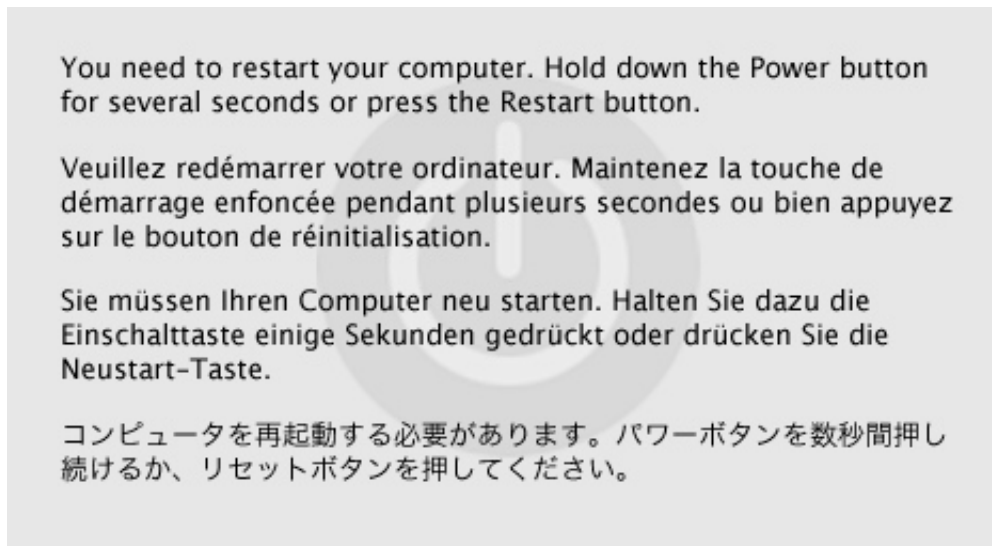 You need to restart your computer. Hold down the Power button
for several seconds or press the Restart button.
Veuillez redémarrer votre ordinateur. Maintenez la touche de
démarrage enfoncée pendant plusieurs secondes ou bien appuyez
sur le bouton de réinitialisation.
Sie müssen Ihren Computer neu starten. Halten Sie dazu die
Einschalttaste einige Sekunden gedrückt oder drücken Sie die
Neustart-Taste.
コンピュータを再起動する必要があります。パワーボタンを数秒間押し
続けるか、リセットボタンを押してください。